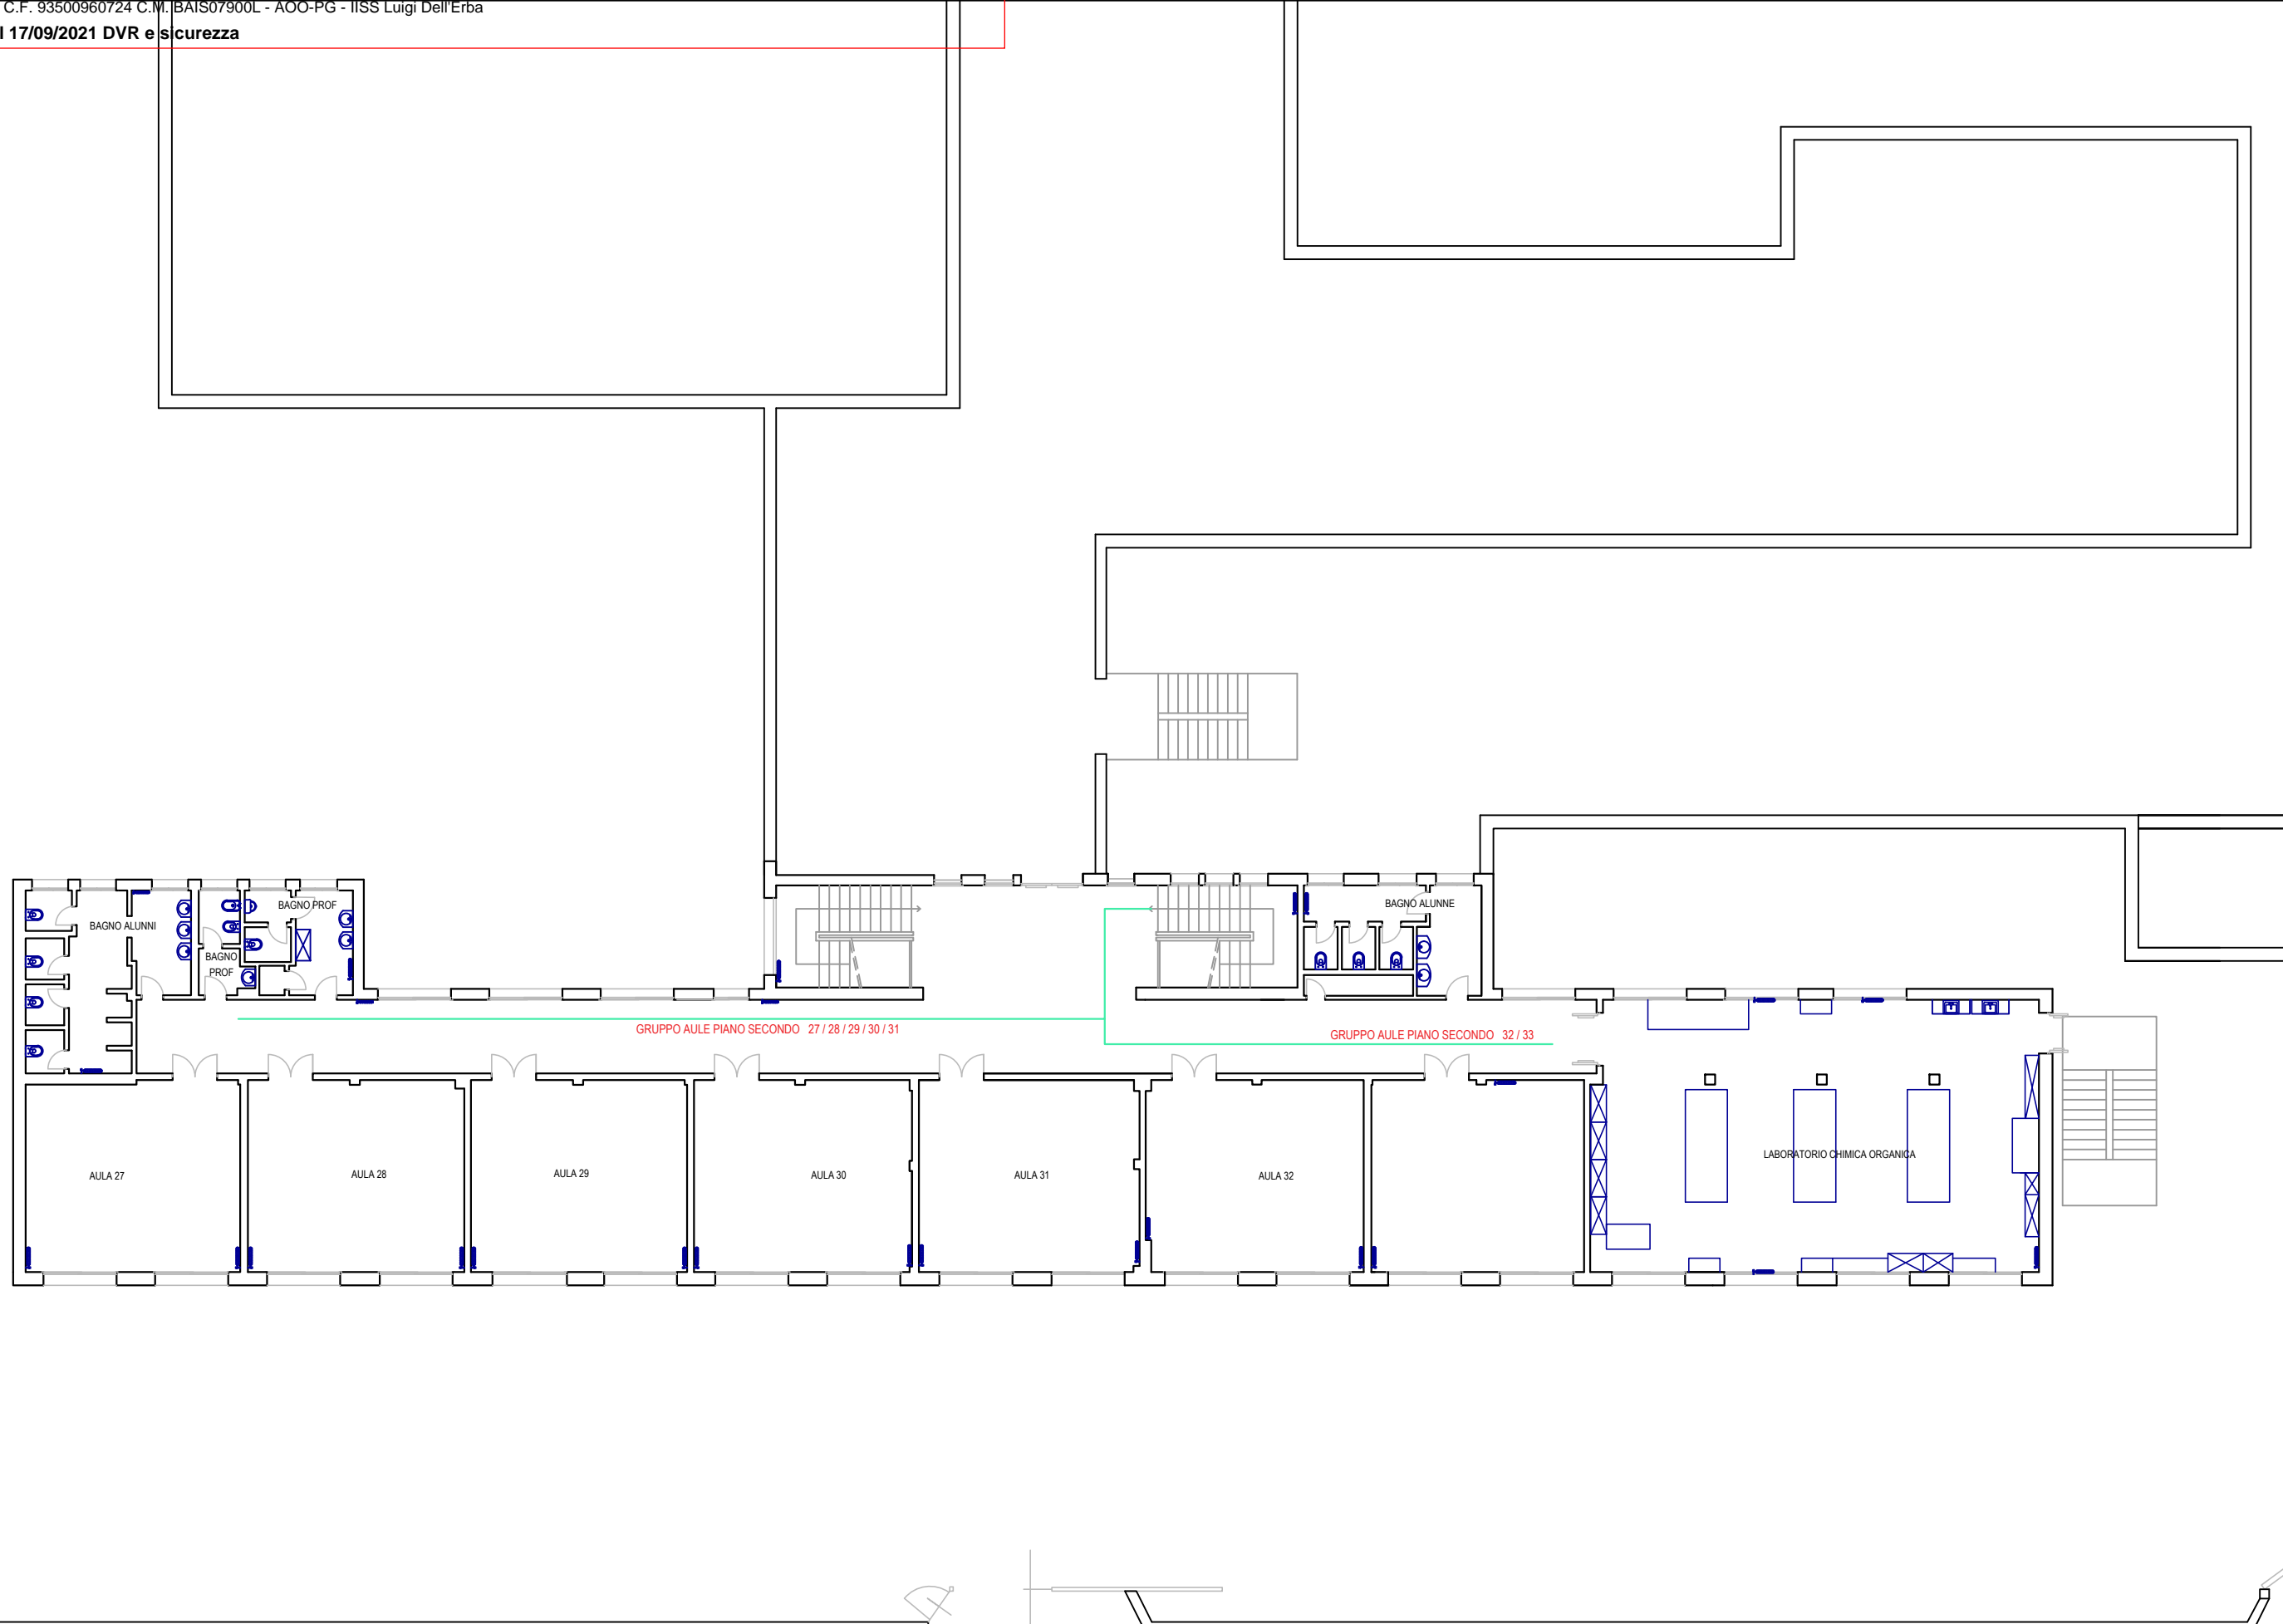 C.F. 93500960724 C.M. BAIS07900L - AOO-PG - IISS Luigi Dell'Erba
l 17/09/2021 DVR e sicurezza
BAGNO PROF
BAGNO ALUNNE
BAGNO ALUNNI
BAGNO
PROF
GRUPPO AULE PIANO SECONDO 27 / 28 / 29 / 30 / 31
GRUPPO AULE PIANO SECONDO 32 / 33
LABORATORIO CHIMICA ORGANICA
AULA 27
AULA 28
AULA 29
AULA 30
AULA 31
AULA 32